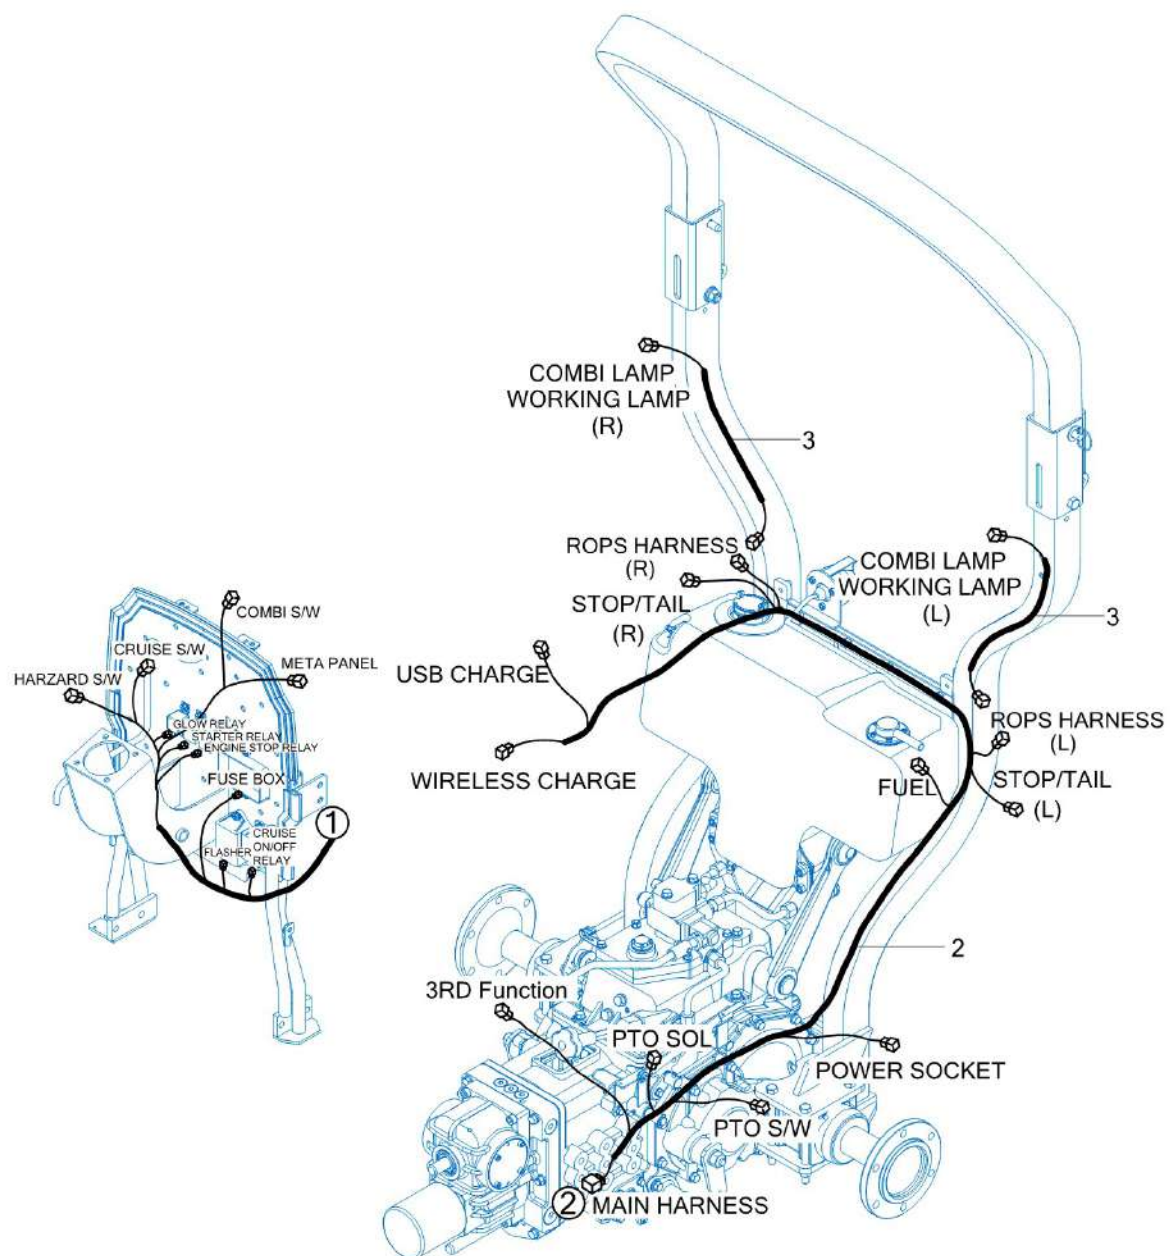 COMBI LAMP
WORKING LAMP
(R)
3
ROPS HARNESS
(R)
STOP/TAIL
(R)
USB CHARGE
WIRELESS CHARGE
COMBI LAMP
WORKING LAMP
(L)
3
ROPS HARNESS
(L)
STOP/TAIL
(L)
FUEL
2
COMBI S/W
CRUISE S/W
META PANEL
HARZARD S/W
GLOW RELAY
STARTER RELAY
ENGINE STOP RELAY
FUSE BOX
1
CRUISE
ON/OFF
RELAY
FLASHER
3RD Function
PTO SOL
POWER SOCKET
PTO S/W
2 MAIN HARNESS